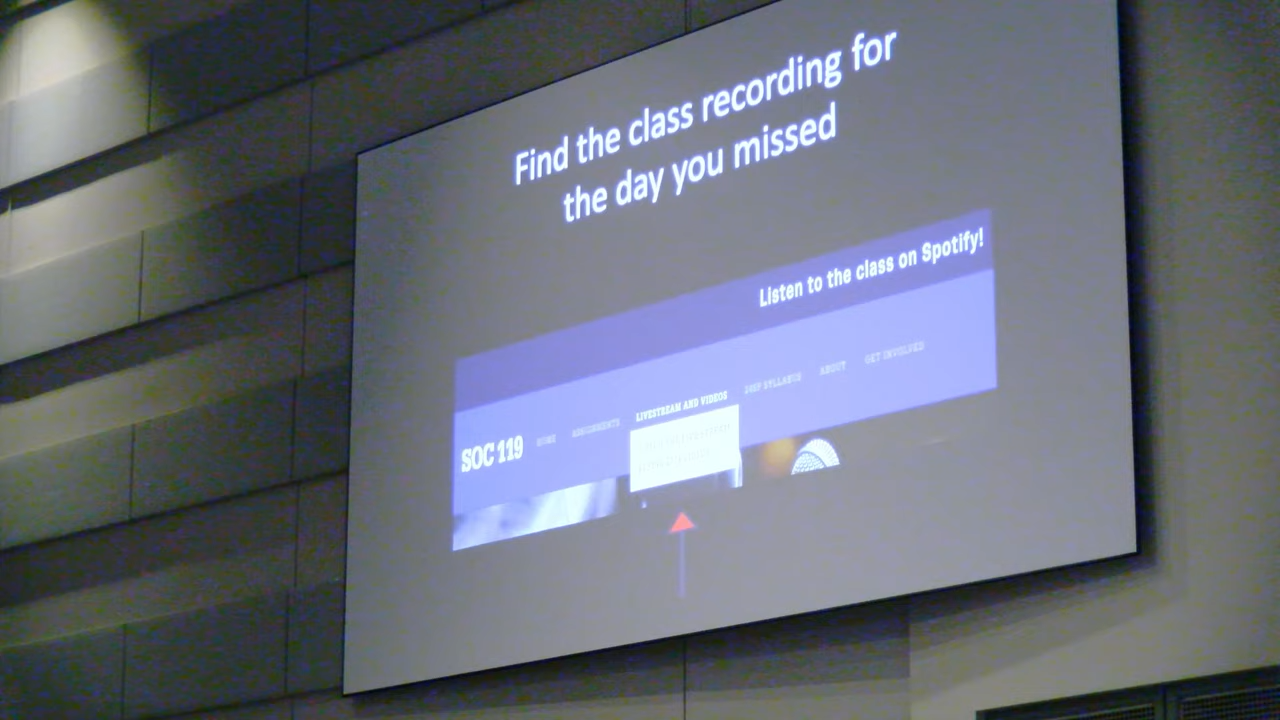 Find the class recording for
the day you missed
Listen to the class on Spotify!
SOC 119
HOME
ASSIGNMENTS
LIVESTREAM AND VIDEOS
DEEP SYLLABUS
ABOUT
GET INVOLVED